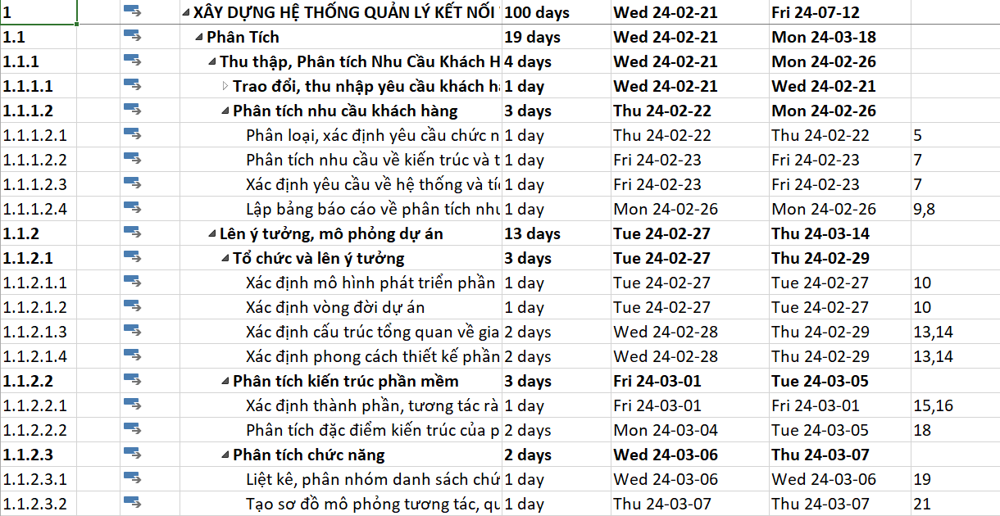 1 XÂY DỰNG HỆ THỐNG QUẢN LÝ KẾT NỐI 100 days Wed 24-02-21 Fri 24-07-12
1.1 Phân Tích 19 days Wed 24-02-21 Mon 24-03-18
1.1.1 Thu thập, Phân tích Nhu Cầu Khách H 4 days Wed 24-02-21 Mon 24-02-26
1.1.1.1 Trao đổi, thu nhập yêu cầu khách h 1 day Wed 24-02-21 Wed 24-02-21
1.1.1.2 Phân tích nhu cầu khách hàng 3 days Thu 24-02-22 Mon 24-02-26
1.1.1.2.1 Phân loại, xác định yêu cầu chức n 1 day Thu 24-02-22 Thu 24-02-22 5
1.1.1.2.2 Phân tích nhu cầu về kiến trúc và t 1 day Fri 24-02-23 Fri 24-02-23 7
1.1.1.2.3 Xác định yêu cầu về hệ thống và tí 1 day Fri 24-02-23 Fri 24-02-23 7
1.1.1.2.4 Lập bảng báo cáo về phân tích nhu 1 day Mon 24-02-26 Mon 24-02-26 9,8
1.1.2 Lên ý tưởng, mô phỏng dự án 13 days Tue 24-02-27 Thu 24-03-14
1.1.2.1 Tổ chức và lên ý tưởng 3 days Tue 24-02-27 Thu 24-02-29
1.1.2.1.1 Xác định mô hình phát triển phần 1 day Tue 24-02-27 Tue 24-02-27 10
1.1.2.1.2 Xác định vòng đời dự án 1 day Tue 24-02-27 Tue 24-02-27 10
1.1.2.1.3 Xác định cấu trúc tổng quan về gia 2 days Wed 24-02-28 Thu 24-02-29 13,14
1.1.2.1.4 Xác định phong cách thiết kế phần 2 days Wed 24-02-28 Thu 24-02-29 13,14
1.1.2.2 Phân tích kiến trúc phần mềm 3 days Fri 24-03-01 Tue 24-03-05
1.1.2.2.1 Xác định thành phần, tương tác rà 1 day Fri 24-03-01 Fri 24-03-01 15,16
1.1.2.2.2 Phân tích đặc điểm kiến trúc của p 2 days Mon 24-03-04 Tue 24-03-05 18
1.1.2.3 Phân tích chức năng 2 days Wed 24-03-06 Thu 24-03-07
1.1.2.3.1 Liệt kê, phân nhóm danh sách chứ 1 day Wed 24-03-06 Wed 24-03-06 19
1.1.2.3.2 Tạo sơ đồ mô phỏng tương tác, qu 1 day Thu 24-03-07 Thu 24-03-07 21